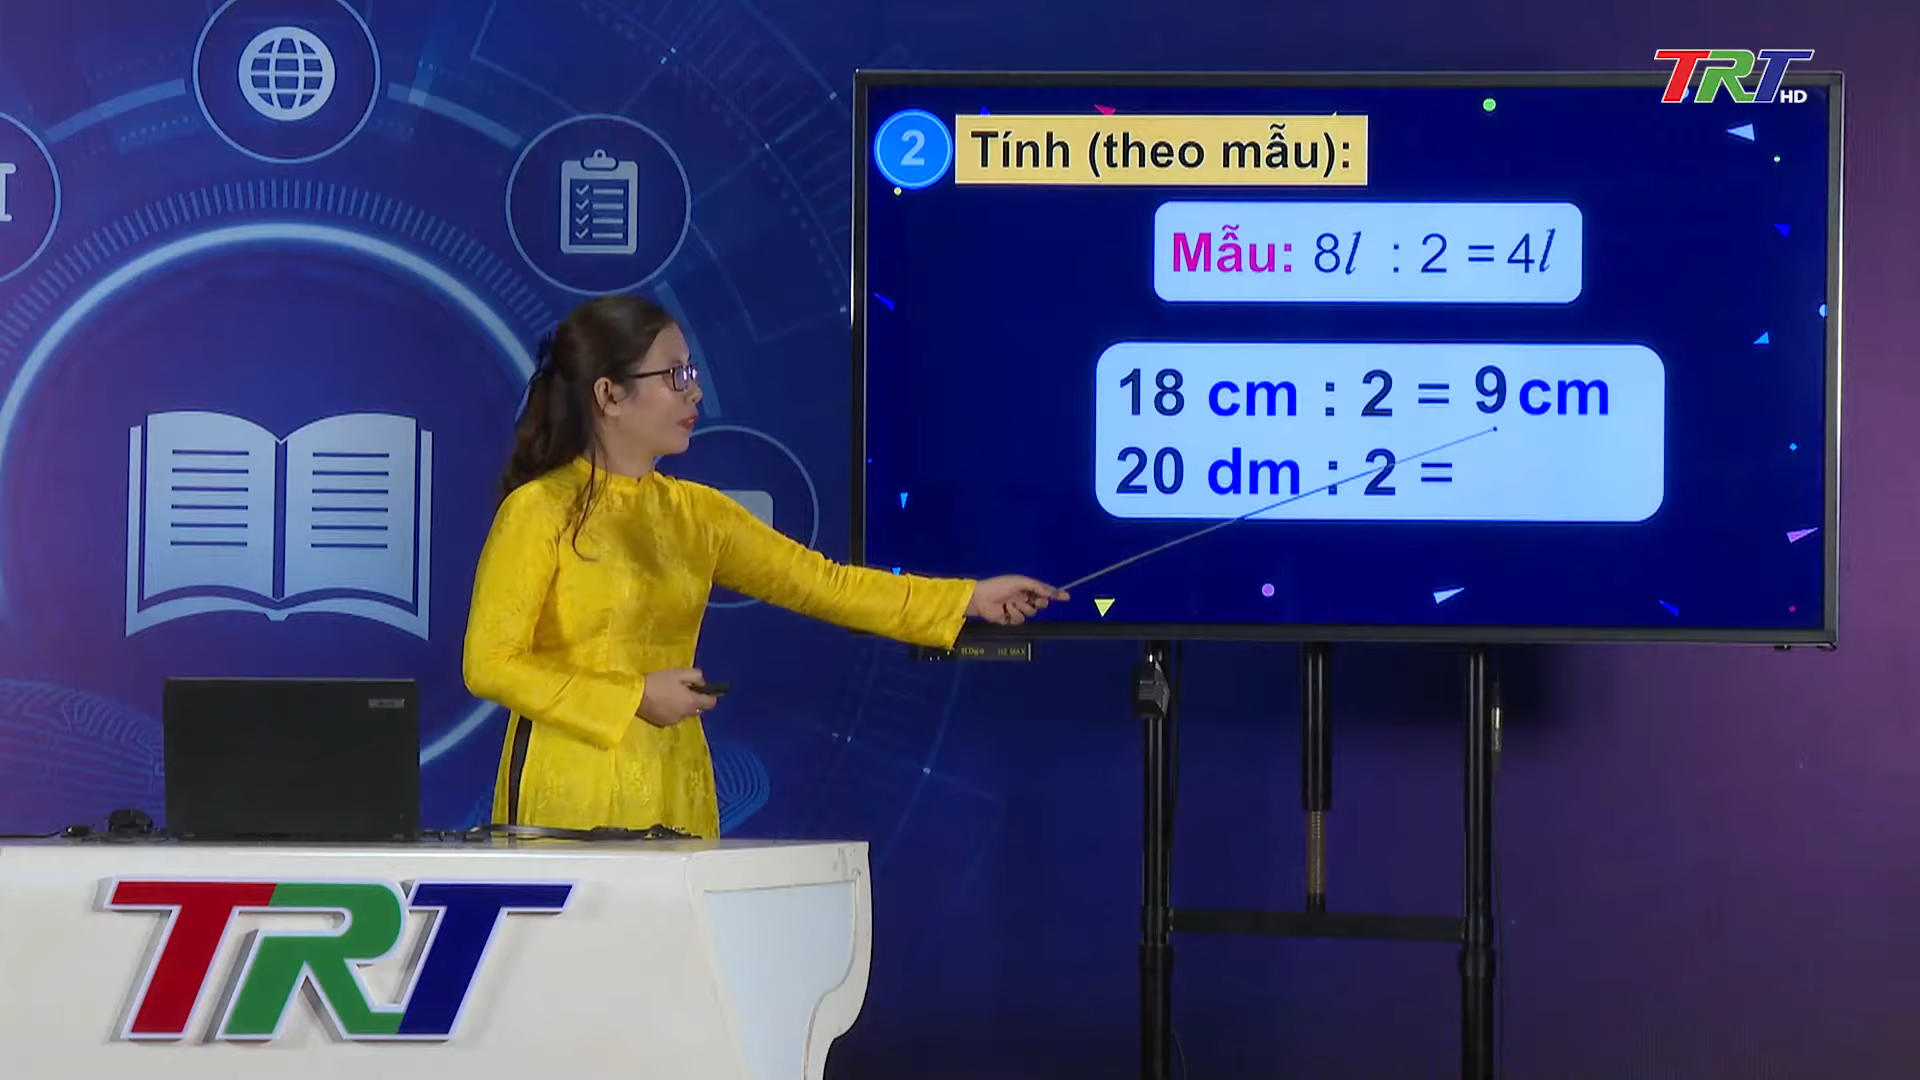 TRT HD
2 Tính (theo mẫu):
Mẫu: 8l : 2 = 4l
18 cm : 2 = 9 cm
20 dm : 2 =
TRT